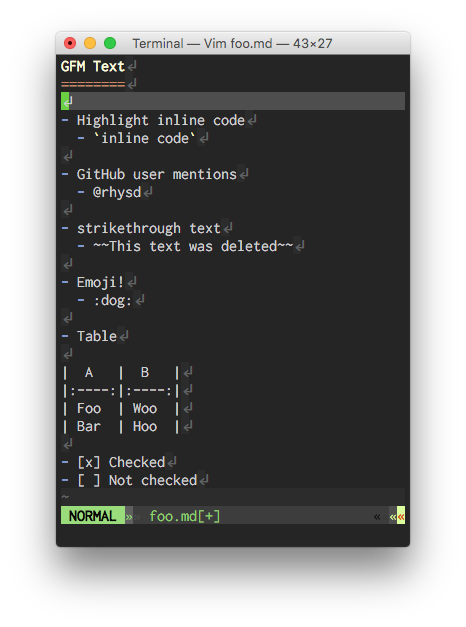 Terminal — Vim foo.md — 43×27
GFM Text↲
========↲
↲
- Highlight inline code↲
  - `inline code`↲
↲
- GitHub user mentions↲
  - @rhysd↲
↲
- strikethrough text↲
  - ~~This text was deleted~~↲
↲
- Emoji!↲
  - :dog:↲
↲
- Table↲
↲
|  A   |  B   |↲
|:----:|:----:|↲
| Foo  | Woo  |↲
| Bar  | Hoo  |↲
↲
- [x] Checked↲
- [ ] Not checked↲
~
NORMAL »  foo.md[+] « ««